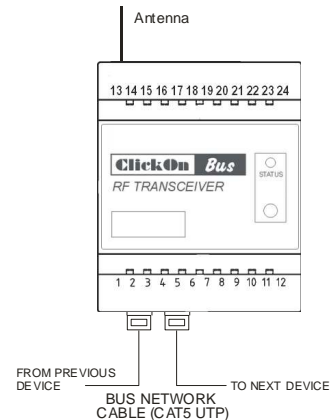 Antenna
13 14 15 16 17 18 19 20 21 22 23 24
ClickOn Bus
RF TRANSCEIVER
STATUS
1 2 3 4 5 6 7 8 9 10 11 12
FROM PREVIOUS
DEVICE
TO NEXT DEVICE
BUS NETWORK
CABLE (CAT5 UTP)